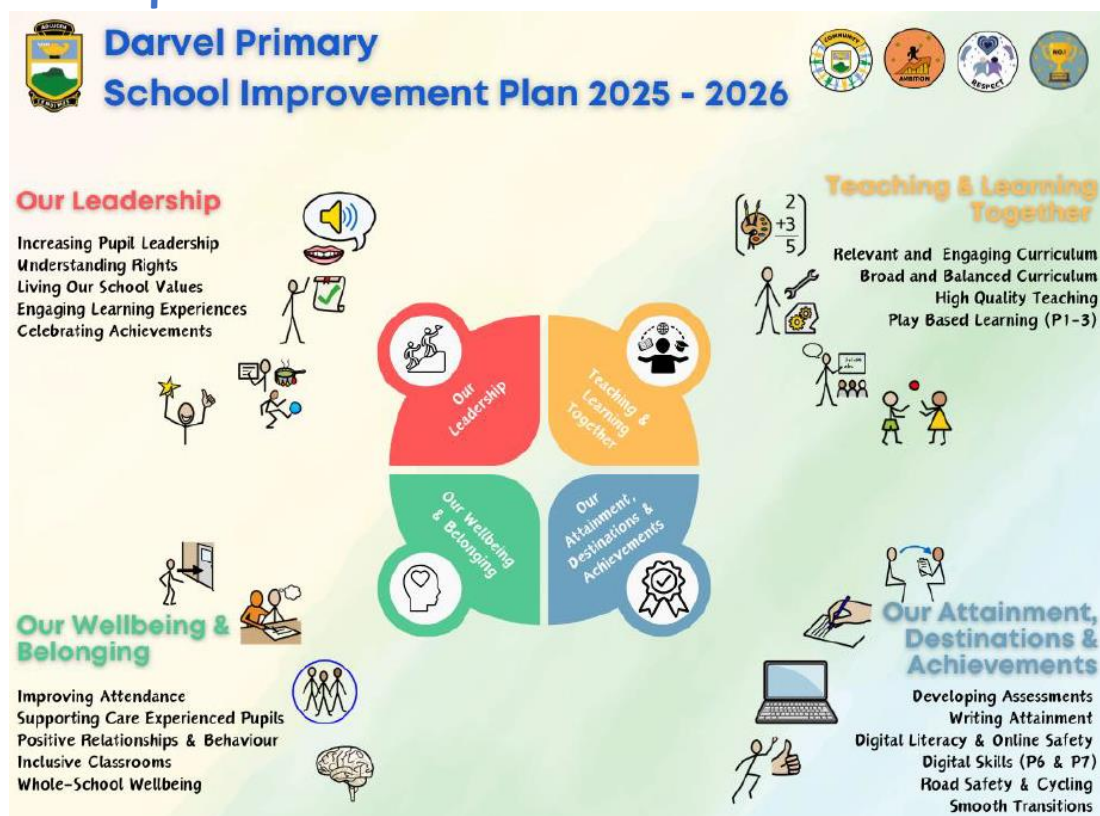 Darvel Primary
School Improvement Plan 2025 - 2026
COMMUNITY
AMBITION
RESPECT
NO.1
Our Leadership
Increasing Pupil Leadership
Understanding Rights
Living Our School Values
Engaging Learning Experiences
Celebrating Achievements
Teaching & Learning
Together
Relevant and Engaging Curriculum
Broad and Balanced Curriculum
High Quality Teaching
Play Based Learning (P1-3)
2
+3
5
Our
Leadership
Teaching &
Learning
Together
Our Wellbeing
& Belonging
Our
Attainment,
Destinations &
Achievements
Our Wellbeing &
Belonging
Improving Attendance
Supporting Care Experienced Pupils
Positive Relationships & Behaviour
Inclusive Classrooms
Whole-School Wellbeing
Our Attainment,
Destinations &
Achievements
Developing Assessments
Writing Attainment
Digital Literacy & Online Safety
Digital Skills (P6 & P7)
Road Safety & Cycling
Smooth Transitions